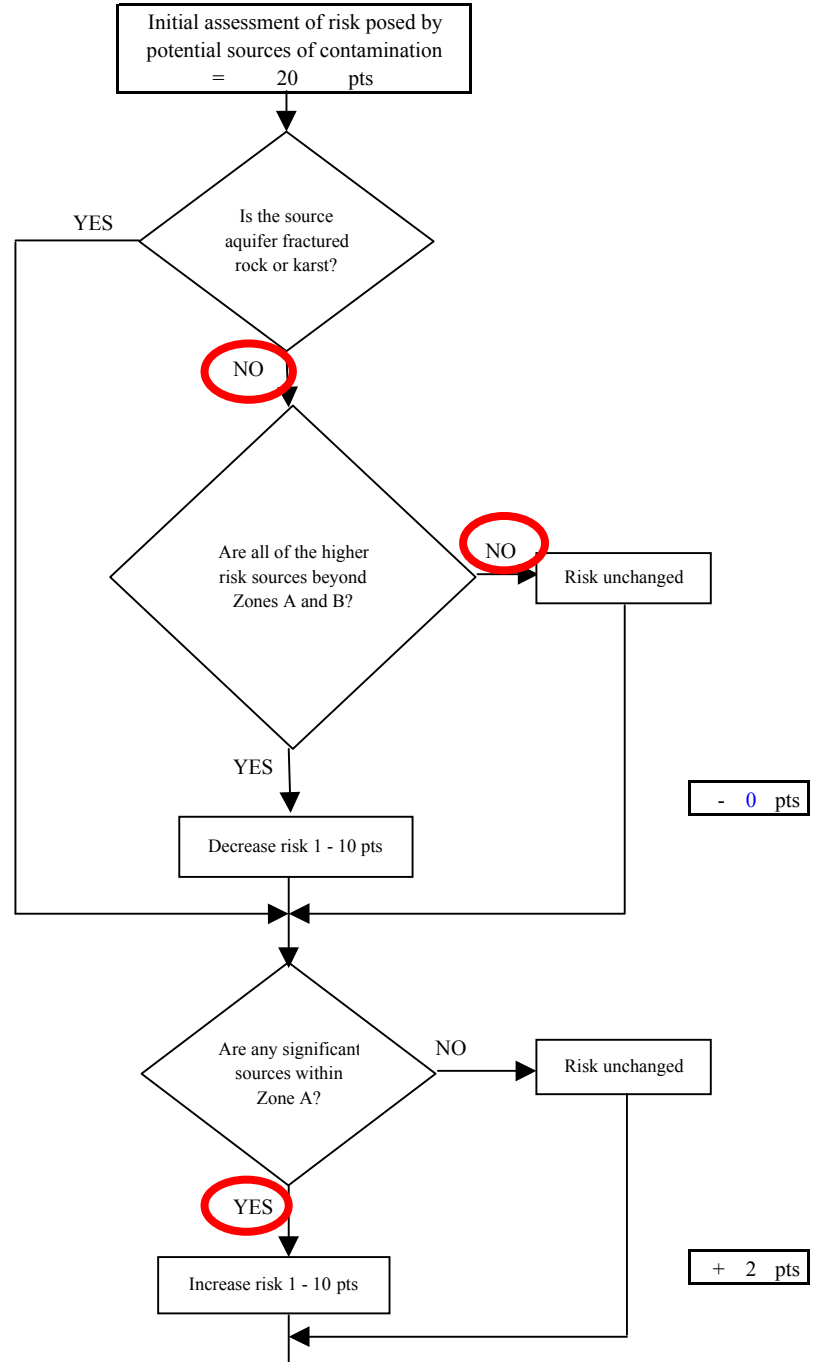 Initial assessment of risk posed by
potential sources of contamination
= 20 pts
YES
Is the source
aquifer fractured
rock or karst?
NO
Are all of the higher
risk sources beyond
Zones A and B?
NO
Risk unchanged
YES
- 0 pts
Decrease risk 1 - 10 pts
Are any significant
sources within
Zone A?
NO
Risk unchanged
YES
+ 2 pts
Increase risk 1 - 10 pts